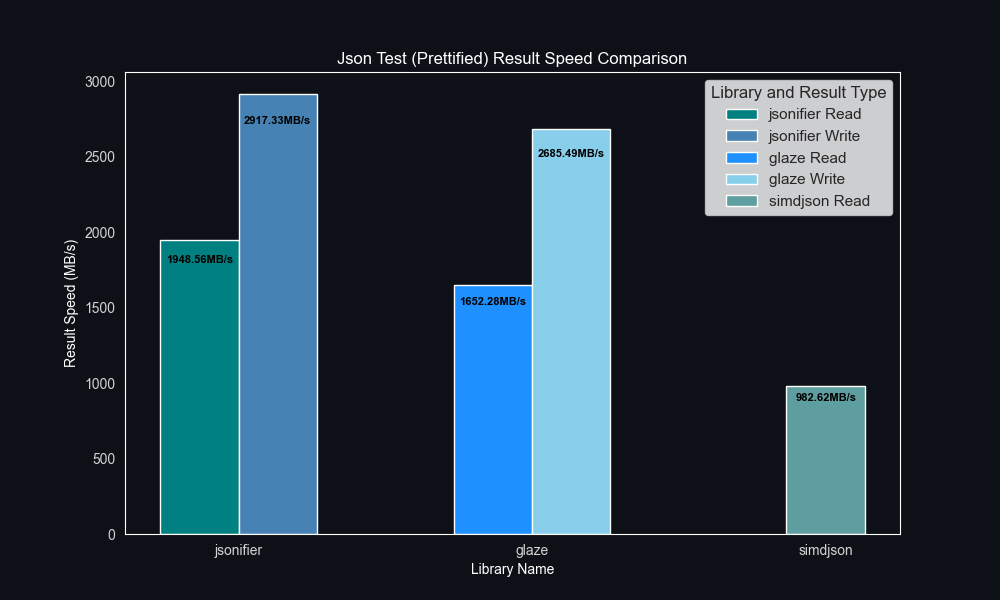 Json Test (Prettified) Result Speed Comparison
3000
2500
2000
1500
1000
500
0
Result Speed (MB/s)
1948.56MB/s
2917.33MB/s
1652.28MB/s
2685.49MB/s
982.62MB/s
Library and Result Type
jsonifier Read
jsonifier Write
glaze Read
glaze Write
simdjson Read
jsonifier
glaze
simdjson
Library Name